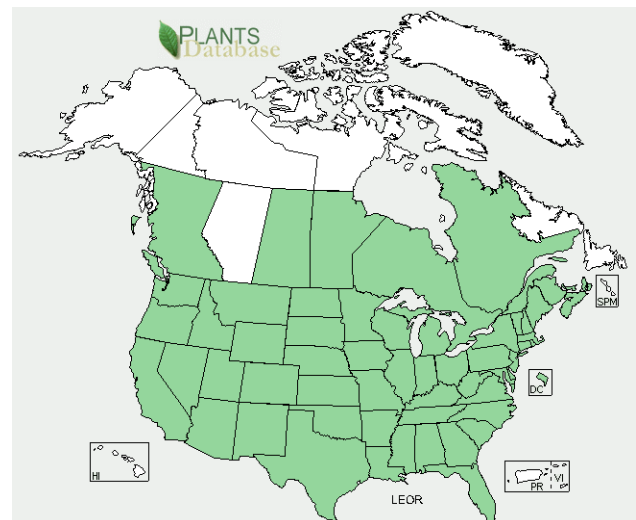 PLANTS
Database
SPM
DC
HI
PR
VI
LEOR